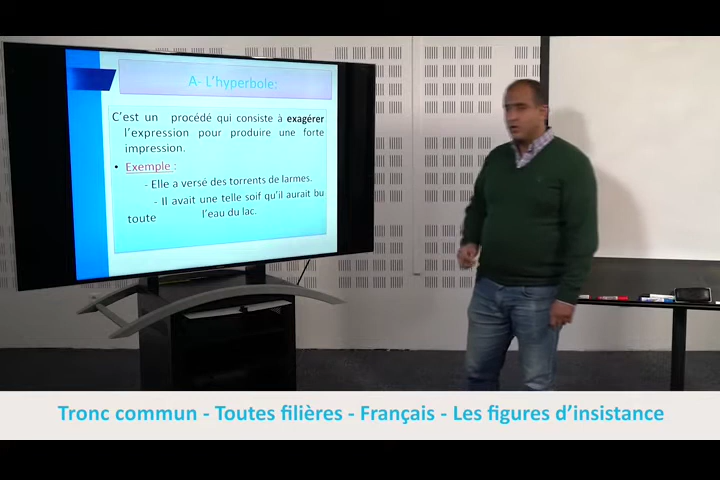 A- L'hyperbole:
C'est un procédé qui consiste à exagérer
l'expression pour produire une forte
impression.
• Exemple :
- Elle a versé des torrents de larmes.
- Il avait une telle soif qu'il aurait bu
toute l'eau du lac.
Tronc commun - Toutes filières - Français - Les figures d'insistance